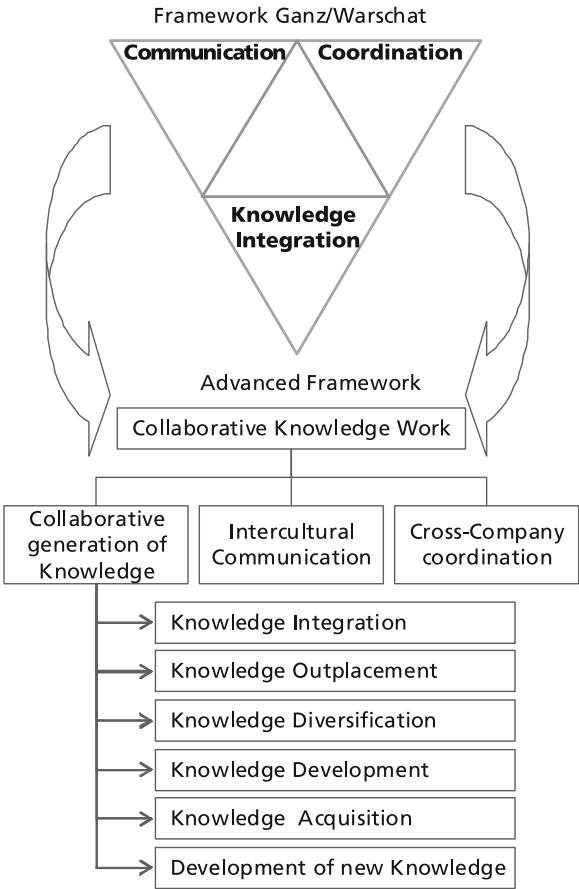 Framework Ganz/Warschat
Communication
Coordination
Knowledge
Integration
Advanced Framework
Collaborative Knowledge Work
Collaborative
generation of
Knowledge
Intercultural
Communication
Cross-Company
coordination
Knowledge Integration
Knowledge Outplacement
Knowledge Diversification
Knowledge Development
Knowledge Acquisition
Development of new Knowledge